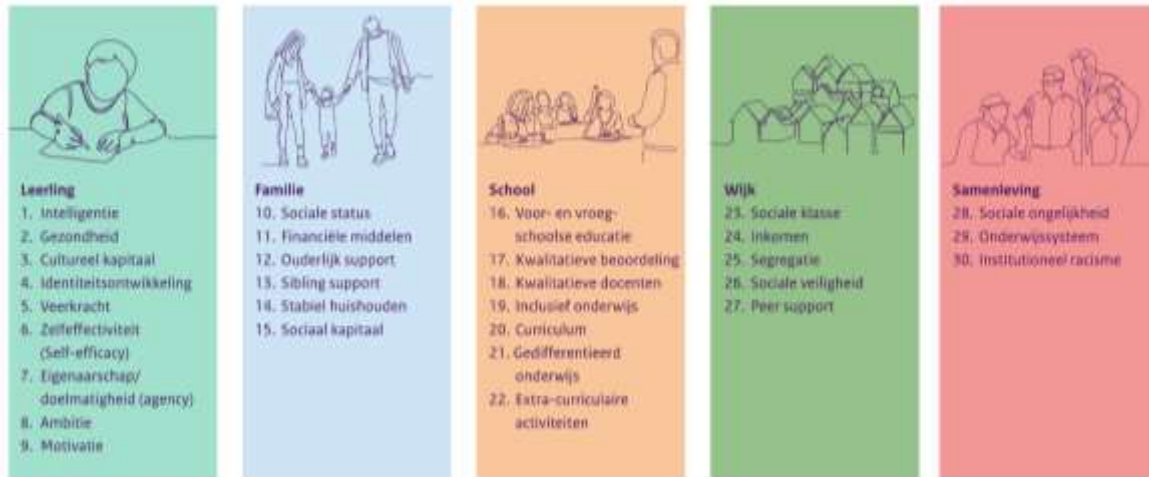 Leerling
1. Intelligentie
2. Gezondheid
3. Cultureel kapitaal
4. Identiteitsontwikkeling
5. Veerkracht
6. Zelfeffectiviteit
(Self-efficacy)
7. Eigenaarschap/
doelmatigheid (agency)
8. Ambitie
9. Motivatie
Familie
10. Sociale status
11. Financiële middelen
12. Ouderlijk support
13. Sibling support
14. Stabiel huishouden
15. Sociaal kapitaal
School
16. Voor- en vroeg-
schoolse educatie
17. Kwalitatieve beoordeling
18. Kwalitatieve docenten
19. Inclusief onderwijs
20. Curriculum
21. Gedifferentieerd
onderwijs
22. Extra-curriculaire
activiteiten
Wijk
23. Sociale klasse
24. Inkomen
25. Segregatie
26. Sociale veiligheid
27. Peer support
Samenleving
28. Sociale ongelijkheid
29. Onderwijssysteem
30. Institutioneel racisme